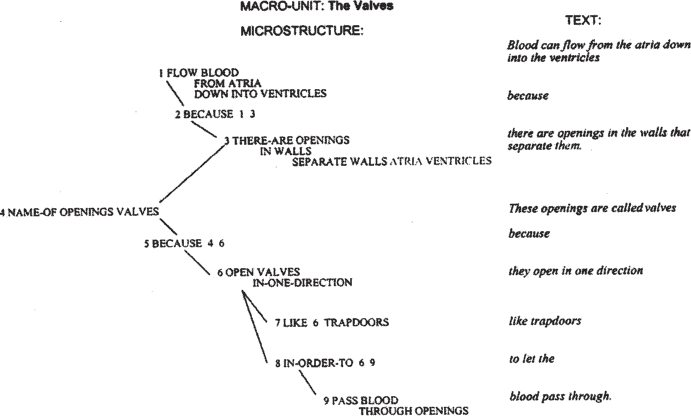 MACRO-UNIT: The Valves
MICROSTRUCTURE:
TEXT:
1 FLOW BLOOD
FROM ATRIA
DOWN INTO VENTRICLES
Blood can flow from the atria down
into the ventricles
2 BECAUSE 1 3
because
3 THERE-ARE OPENINGS
IN WALLS
SEPARATE WALLS ATRIA VENTRICLES
there are openings in the walls that
separate them.
4 NAME-OF OPENINGS VALVES
These openings are called valves
5 BECAUSE 4 6
because
6 OPEN VALVES
IN-ONE-DIRECTION
they open in one direction
7 LIKE 6 TRAPDOORS
like trapdoors
8 IN-ORDER-TO 6 9
to let the
9 PASS BLOOD
THROUGH OPENINGS
blood pass through.